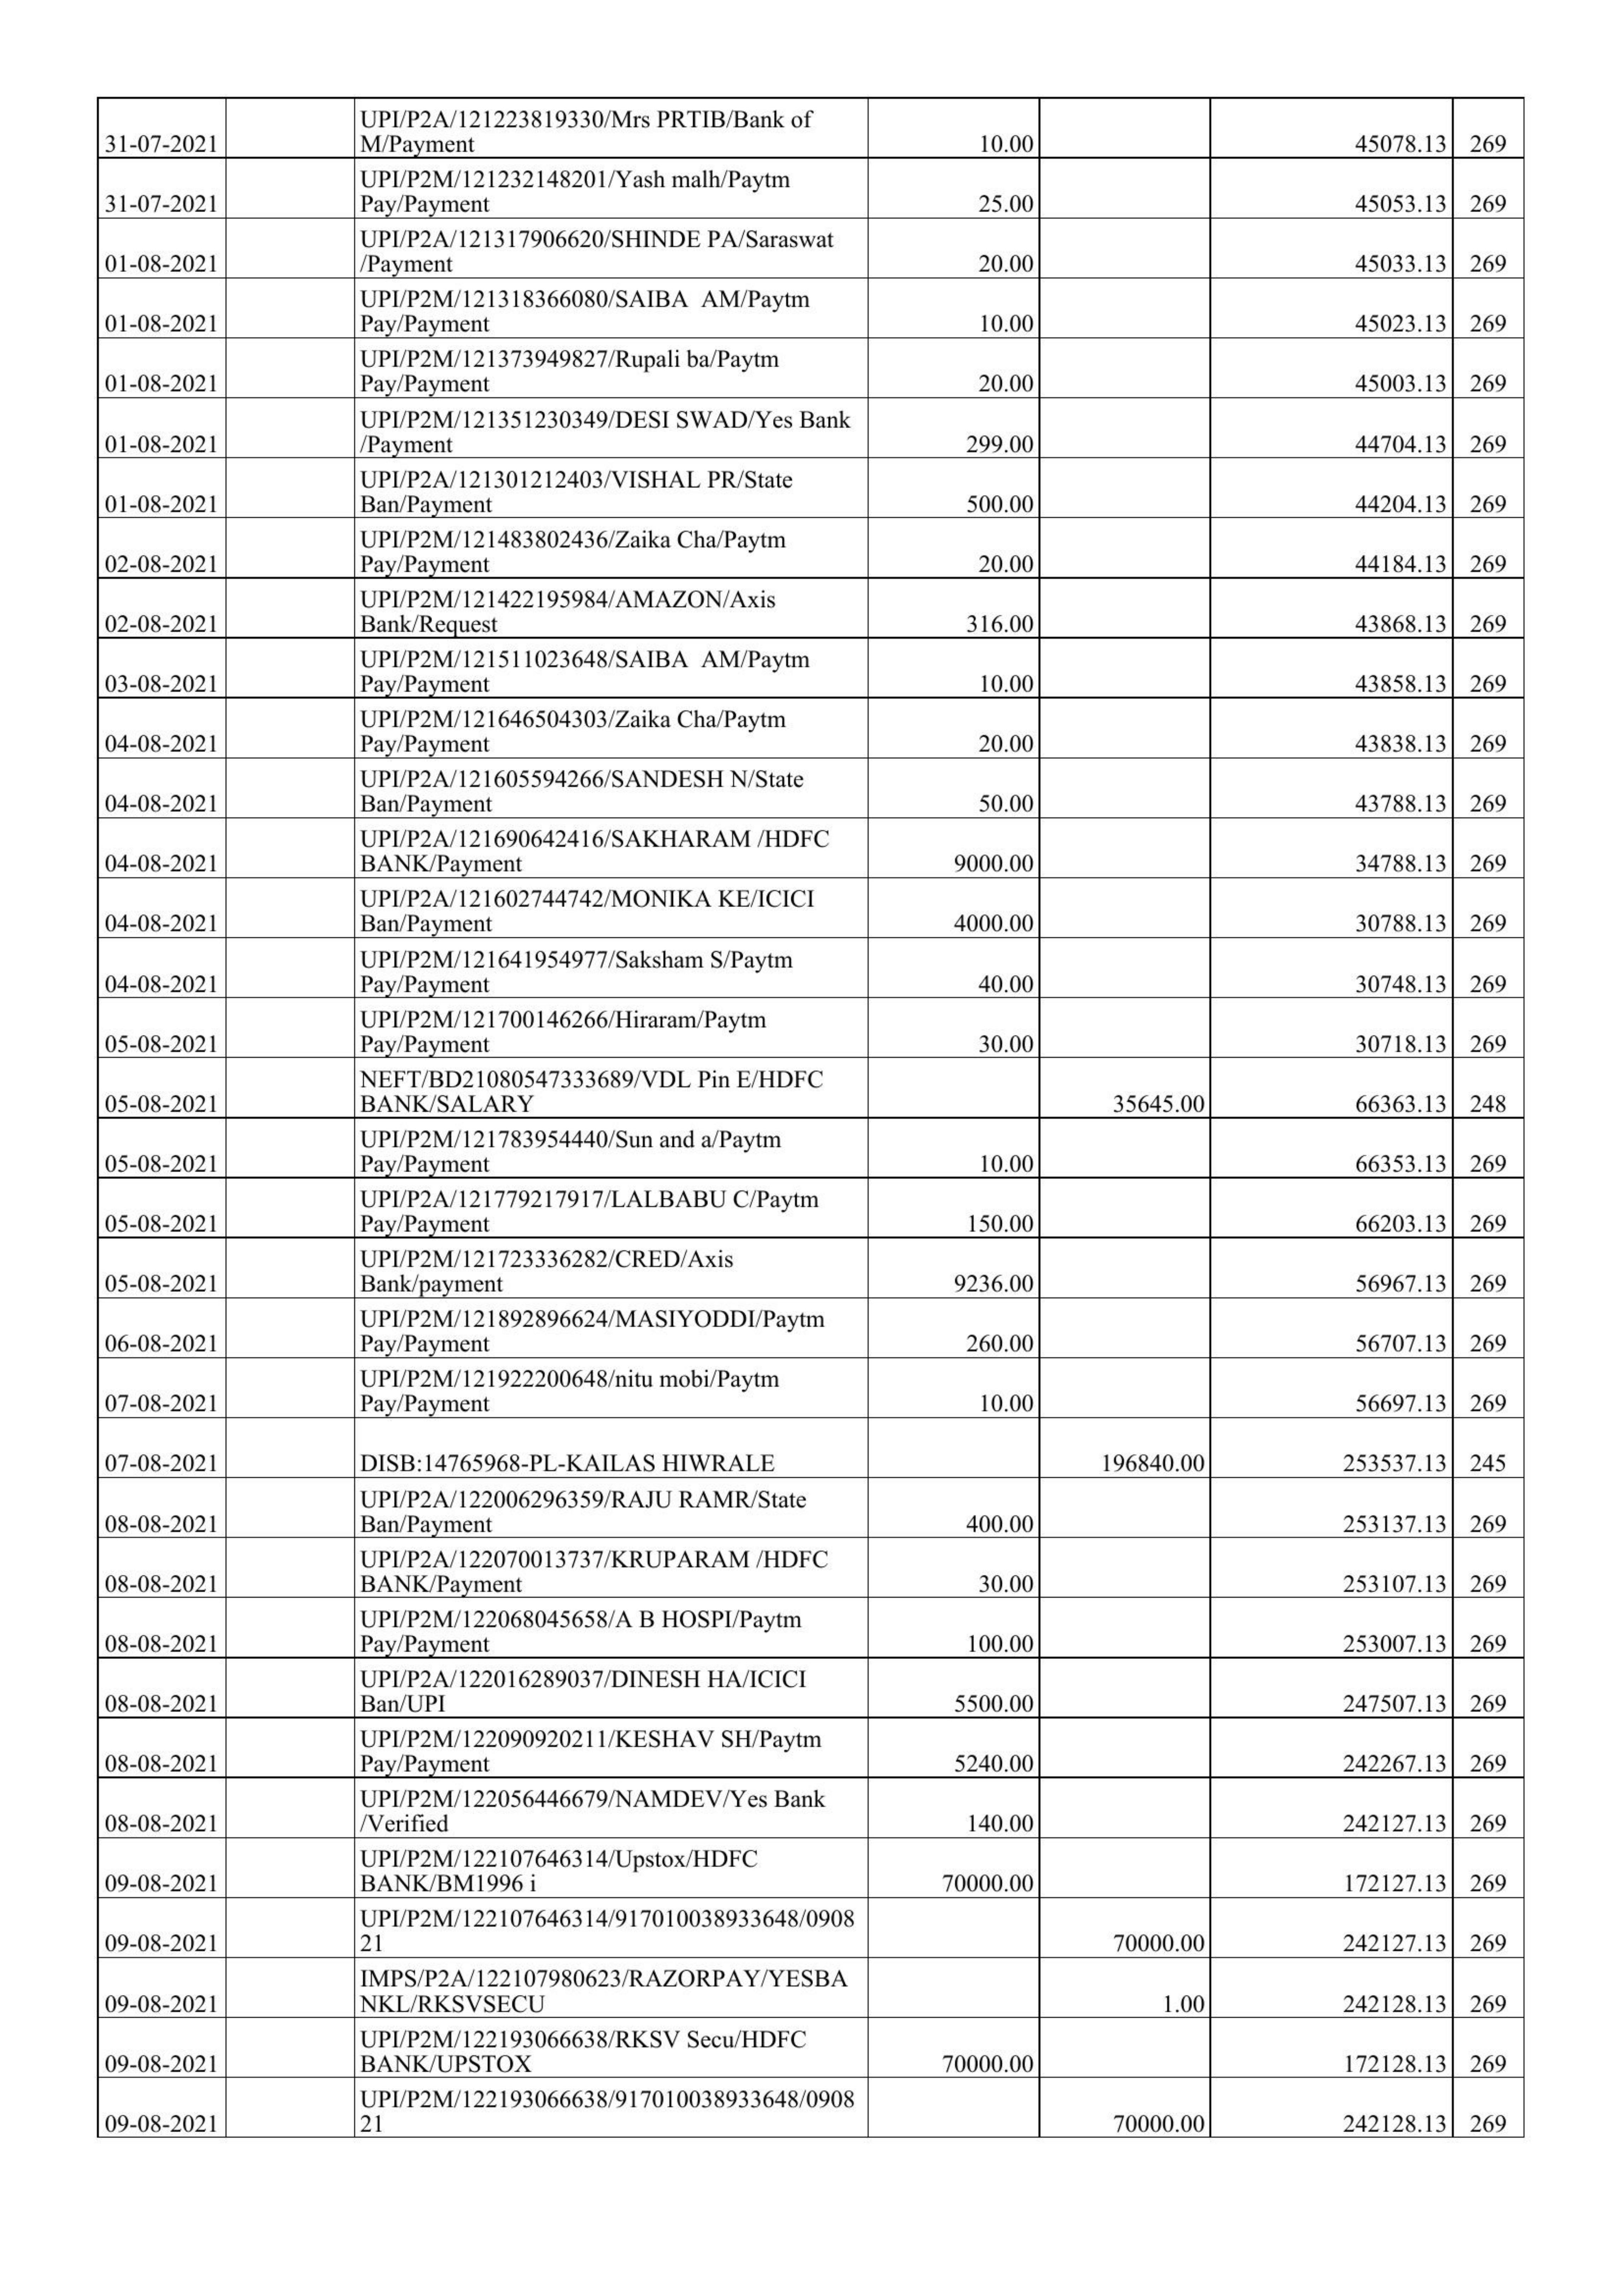 UPI/P2A/121223819330/Mrs PRTIB/Bank of
31-07-2021 M/Payment 10.00 45078.13 269
UPI/P2M/121232148201/Yash malh/Paytm
31-07-2021 Pay/Payment 25.00 45053.13 269
UPI/P2A/121317906620/SHINDE PA/Saraswat
01-08-2021 /Payment 20.00 45033.13 269
UPI/P2M/121318366080/SAIBA  AM/Paytm
01-08-2021 Pay/Payment 10.00 45023.13 269
UPI/P2M/121373949827/Rupali ba/Paytm
01-08-2021 Pay/Payment 20.00 45003.13 269
UPI/P2M/121351230349/DESI SWAD/Yes Bank
01-08-2021 /Payment 299.00 44704.13 269
UPI/P2A/121301212403/VISHAL PR/State
01-08-2021 Ban/Payment 500.00 44204.13 269
UPI/P2M/121483802436/Zaika Cha/Paytm
02-08-2021 Pay/Payment 20.00 44184.13 269
UPI/P2M/121422195984/AMAZON/Axis
02-08-2021 Bank/Request 316.00 43868.13 269
UPI/P2M/121511023648/SAIBA  AM/Paytm
03-08-2021 Pay/Payment 10.00 43858.13 269
UPI/P2M/121646504303/Zaika Cha/Paytm
04-08-2021 Pay/Payment 20.00 43838.13 269
UPI/P2A/121605594266/SANDESH N/State
04-08-2021 Ban/Payment 50.00 43788.13 269
UPI/P2A/121690642416/SAKHARAM /HDFC
04-08-2021 BANK/Payment 9000.00 34788.13 269
UPI/P2A/121602744742/MONIKA KE/ICICI
04-08-2021 Ban/Payment 4000.00 30788.13 269
UPI/P2M/121641954977/Saksham S/Paytm
04-08-2021 Pay/Payment 40.00 30748.13 269
UPI/P2M/121700146266/Hiraram/Paytm
05-08-2021 Pay/Payment 30.00 30718.13 269
NEFT/BD21080547333689/VDL Pin E/HDFC
05-08-2021 BANK/SALARY 35645.00 66363.13 248
UPI/P2M/121783954440/Sun and a/Paytm
05-08-2021 Pay/Payment 10.00 66353.13 269
UPI/P2A/121779217917/LALBABU C/Paytm
05-08-2021 Pay/Payment 150.00 66203.13 269
UPI/P2M/121723336282/CRED/Axis
05-08-2021 Bank/payment 9236.00 56967.13 269
UPI/P2M/121892896624/MASIYODDI/Paytm
06-08-2021 Pay/Payment 260.00 56707.13 269
UPI/P2M/121922200648/nitu mobi/Paytm
07-08-2021 Pay/Payment 10.00 56697.13 269
07-08-2021 DISB:14765968-PL-KAILAS HIWRALE 196840.00 253537.13 245
UPI/P2A/122006296359/RAJU RAMR/State
08-08-2021 Ban/Payment 400.00 253137.13 269
UPI/P2A/122070013737/KRUPARAM /HDFC
08-08-2021 BANK/Payment 30.00 253107.13 269
UPI/P2M/122068045658/A B HOSPI/Paytm
08-08-2021 Pay/Payment 100.00 253007.13 269
UPI/P2A/122016289037/DINESH HA/ICICI
08-08-2021 Ban/UPI 5500.00 247507.13 269
UPI/P2M/122090920211/KESHAV SH/Paytm
08-08-2021 Pay/Payment 5240.00 242267.13 269
UPI/P2M/122056446679/NAMDEV/Yes Bank
08-08-2021 /Verified 140.00 242127.13 269
UPI/P2M/122107646314/Upstox/HDFC
09-08-2021 BANK/BM1996 i 70000.00 172127.13 269
UPI/P2M/122107646314/917010038933648/0908
09-08-2021 21 70000.00 242127.13 269
IMPS/P2A/122107980623/RAZORPAY/YESBA
09-08-2021 NKL/RKSVSECU 1.00 242128.13 269
UPI/P2M/122193066638/RKSV Secu/HDFC
09-08-2021 BANK/UPSTOX 70000.00 172128.13 269
UPI/P2M/122193066638/917010038933648/0908
09-08-2021 21 70000.00 242128.13 269